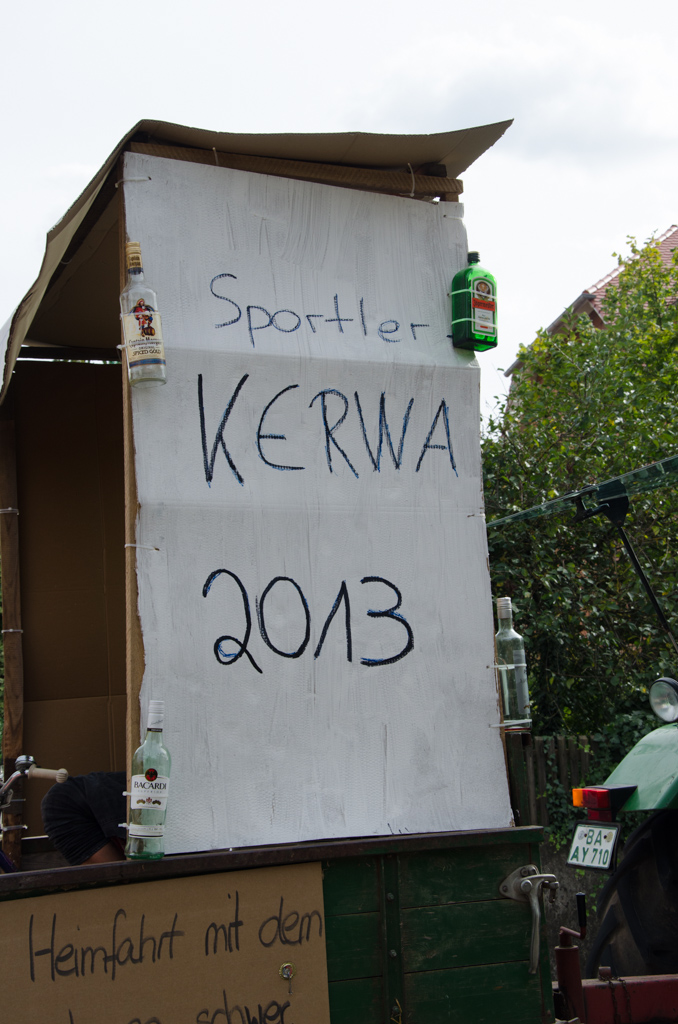 Sportler
KERWA
2013
BACARDI
BA
AY 710
Heimfahrt mit dem
schwer